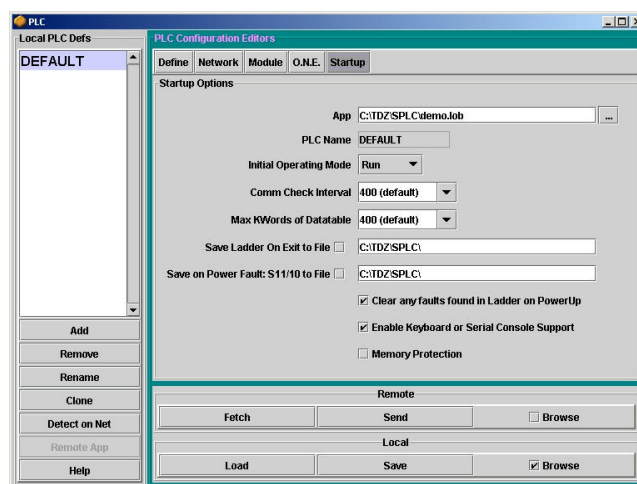 PLC
Local PLC Defs
DEFAULT
Add
Remove
Rename
Clone
Detect on Net
Remote App
Help
PLC Configuration Editors
Define Network Module O.N.E. Startup
Startup Options
App C:\TDZ\SPLC\demo.lob ...
PLC Name DEFAULT
Initial Operating Mode Run
Comm Check Interval 400 (default)
Max KWords of Datatable 400 (default)
Save Ladder On Exit to File C:\TDZ\SPLC\
Save on Power Fault: S11/10 to File C:\TDZ\SPLC\
Clear any faults found in Ladder on PowerUp
Enable Keyboard or Serial Console Support
Memory Protection
Remote
Fetch Send Browse
Local
Load Save Browse